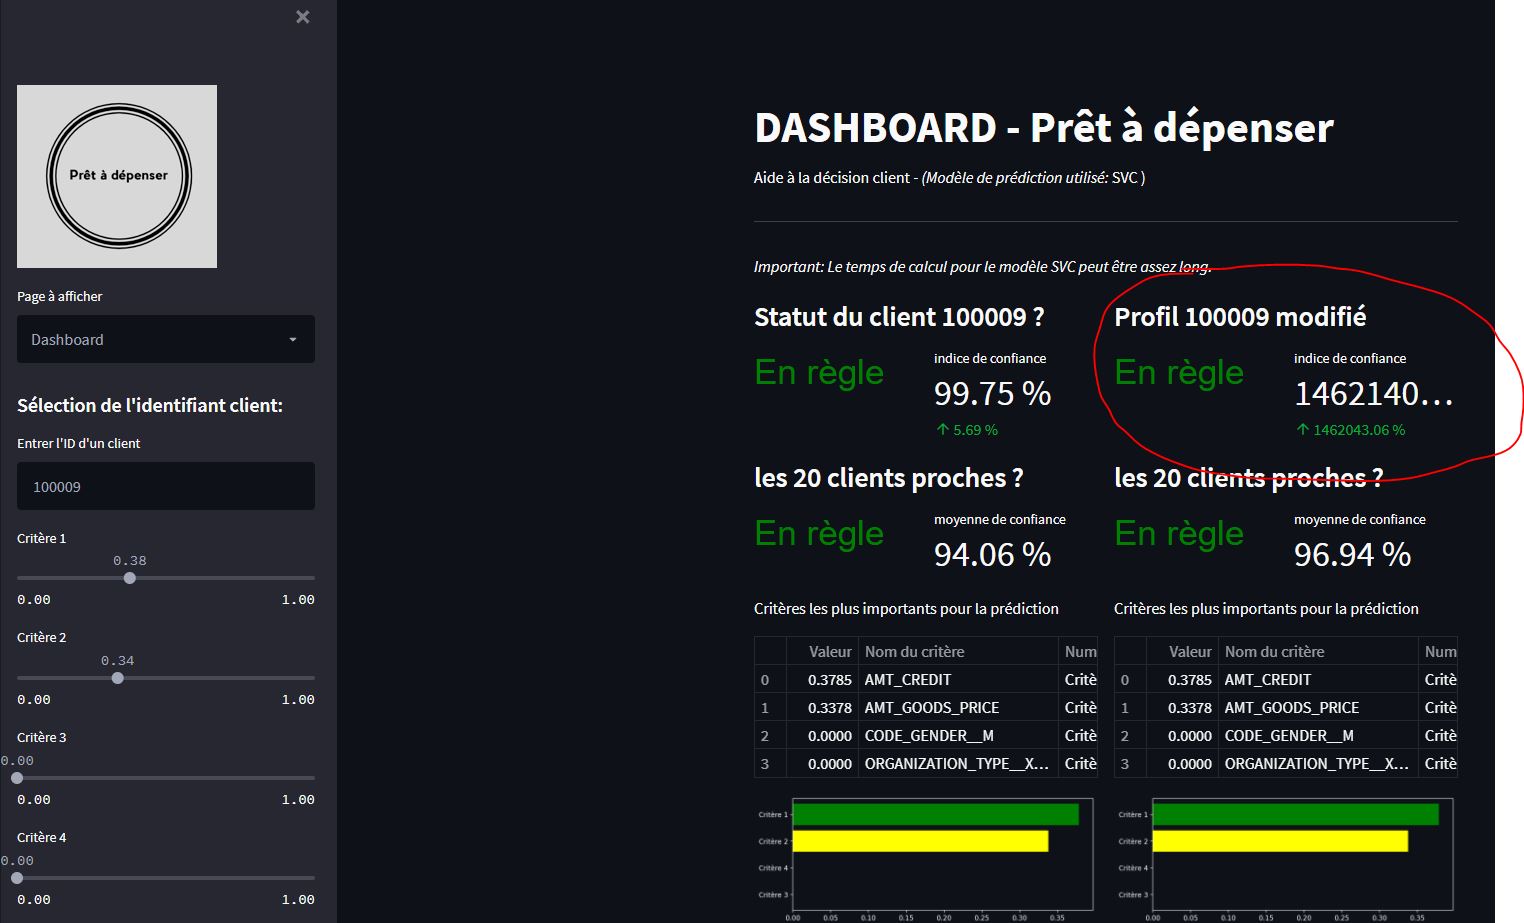 Prêt à dépenser
Page à afficher
Dashboard
Sélection de l'identifiant client:
Entrer l'ID d'un client
100009
Critère 1
0.38
0.00 1.00
Critère 2
0.34
0.00 1.00
Critère 3
0.00
0.00 1.00
Critère 4
0.00
0.00 1.00
DASHBOARD - Prêt à dépenser
Aide à la décision client - (Modèle de prédiction utilisé: SVC )
Important: Le temps de calcul pour le modèle SVC peut être assez long.
Statut du client 100009 ?
En règle
indice de confiance
99.75 %
↑ 5.69 %
les 20 clients proches ?
En règle
moyenne de confiance
94.06 %
Critères les plus importants pour la prédiction
Valeur Nom du critère Num
0 0.3785 AMT_CREDIT Critè
1 0.3378 AMT_GOODS_PRICE Critè
2 0.0000 CODE_GENDER__M Critè
3 0.0000 ORGANIZATION_TYPE__X... Critè
Critère 1
Critère 2
Critère 4
Critère 3
0.00 0.05 0.10 0.15 0.20 0.25 0.30 0.35
Profil 100009 modifié
En règle
indice de confiance
1462140...
↑ 1462043.06 %
les 20 clients proches ?
En règle
moyenne de confiance
96.94 %
Critères les plus importants pour la prédiction
Valeur Nom du critère Num
0 0.3785 AMT_CREDIT Critè
1 0.3378 AMT_GOODS_PRICE Critè
2 0.0000 CODE_GENDER__M Critè
3 0.0000 ORGANIZATION_TYPE__X... Critè
Critère 1
Critère 2
Critère 4
Critère 3
0.00 0.05 0.10 0.15 0.20 0.25 0.30 0.35